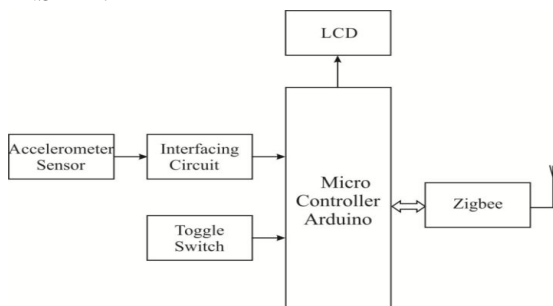 LCD
Accelerometer
Sensor
Interfacing
Circuit
Micro
Controller
Arduino
Zigbee
Toggle
Switch